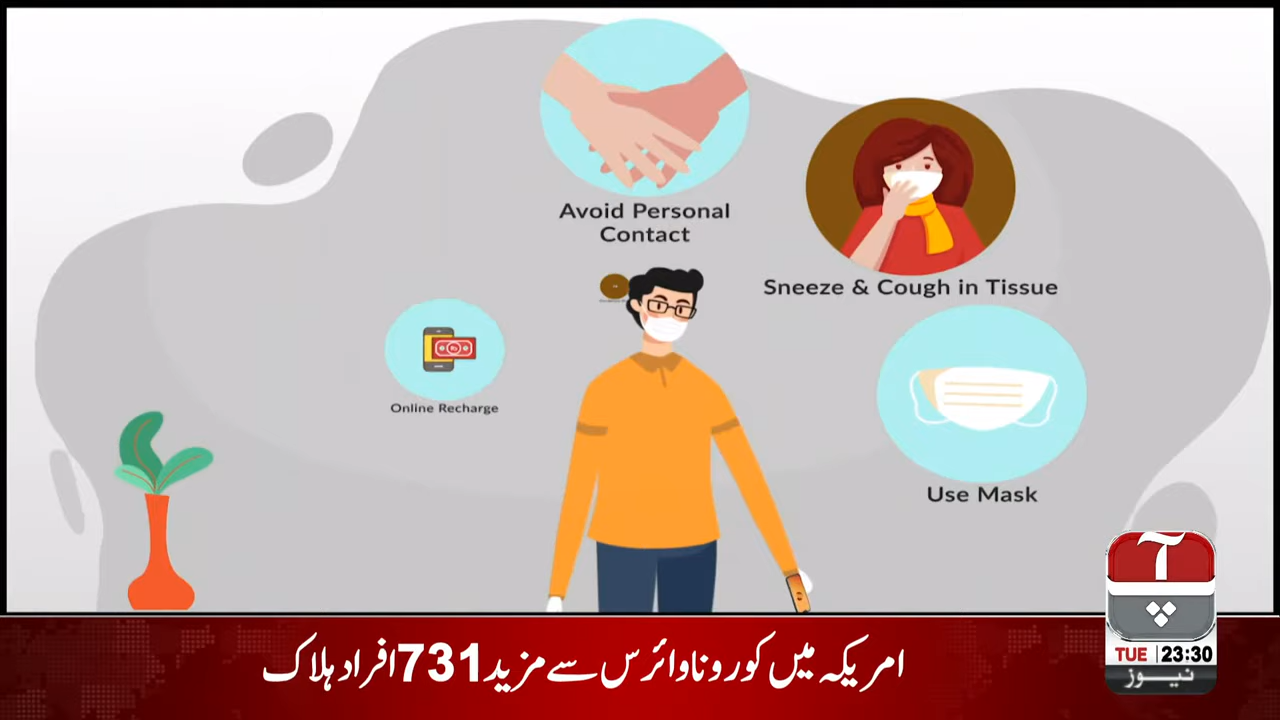 Avoid Personal
Contact
Sneeze & Cough in Tissue
Online Recharge
Use Mask
آپ
TUE 23:30
نیوز
امریکہ میں کورونا وائرس سے مزید 731 افراد ہلاک